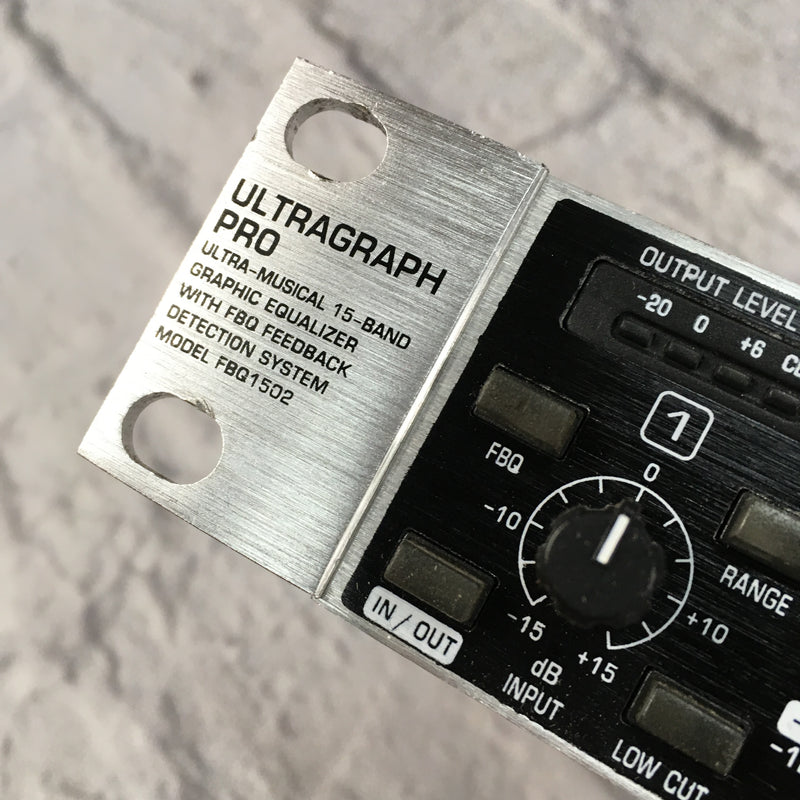 ULTRAGRAPH
PRO
ULTRA-MUSICAL 15-BAND
GRAPHIC EQUALIZER
WITH FBQ FEEDBACK
DETECTION SYSTEM
MODEL FBQ1502
OUTPUT LEVEL
-20 0 +6
1
FBQ
0
-10
+10
-15
+15
dB
INPUT
IN / OUT
RANGE
LOW CUT